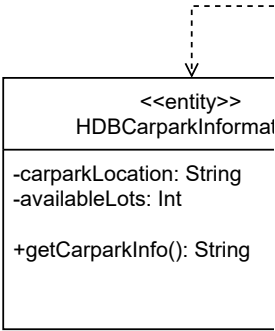 <<entity>>
HDBCarparkInformat
-carparkLocation: String
-availableLots: Int
+getCarparkInfo(): String